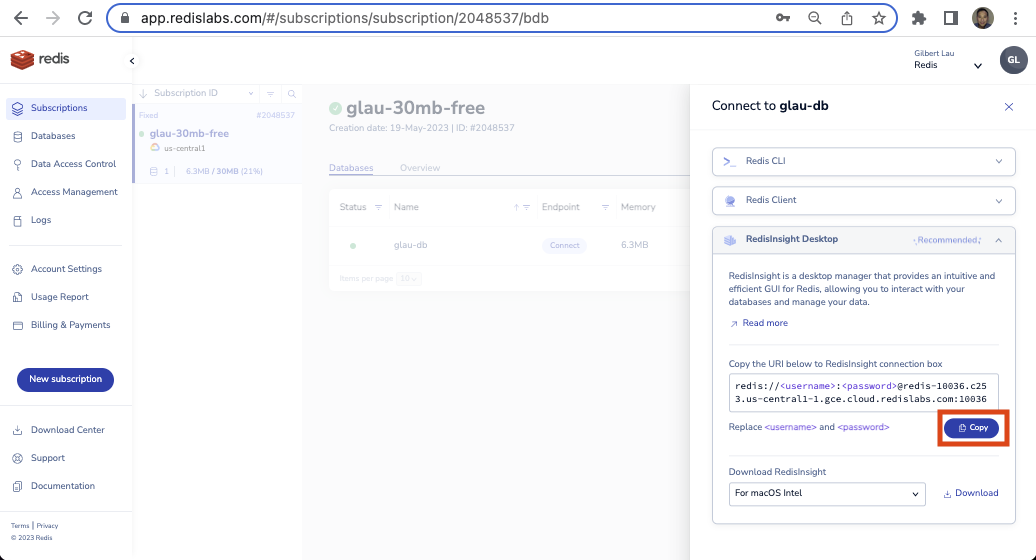 app.redislabs.com/#/subscriptions/subscription/2048537/bdb
redis
Gilbert Lau
Redis
GL
Subscriptions
Databases
Data Access Control
Access Management
Logs
Account Settings
Usage Report
Billing & Payments
New subscription
Download Center
Support
Documentation
Terms | Privacy
© 2023 Redis
Subscription ID
Fixed #2048537
glau-30mb-free
us-central1
1 6.3MB / 30MB (21%)
glau-30mb-free
Creation date: 19-May-2023 | ID: #2048537
Databases Overview
Status Name Endpoint Memory
glau-db Connect 6.3MB
Items per page 20
Connect to glau-db
Redis CLI
Redis Client
RedisInsight Desktop Recommended
RedisInsight is a desktop manager that provides an intuitive and
efficient GUI for Redis, allowing you to interact with your
databases and manage your data.
Read more
Copy the URI below to RedisInsight connection box
redis://<username>:<password>@redis-10036.c25
3.us-central1-1.gce.cloud.redislabs.com:10036
Replace <username> and <password>
Copy
Download RedisInsight
For macOS Intel
Download